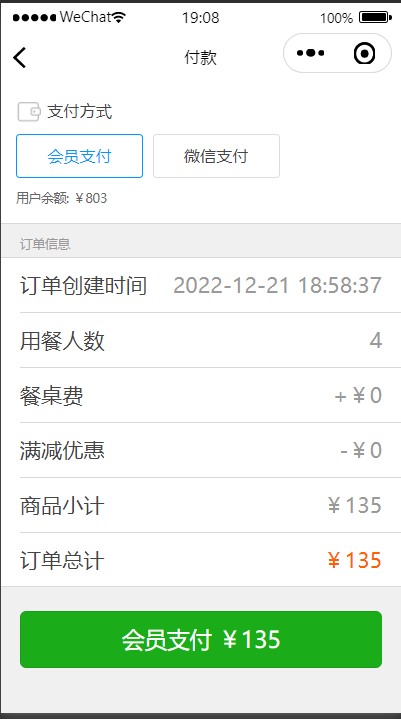 WeChat 19:08 100%
付款
支付方式
会员支付 微信支付
用户余额: ￥803
订单信息
订单创建时间 2022-12-21 18:58:37
用餐人数 4
餐桌费 +￥0
满减优惠 -￥0
商品小计 ￥135
订单总计 ￥135
会员支付 ￥135